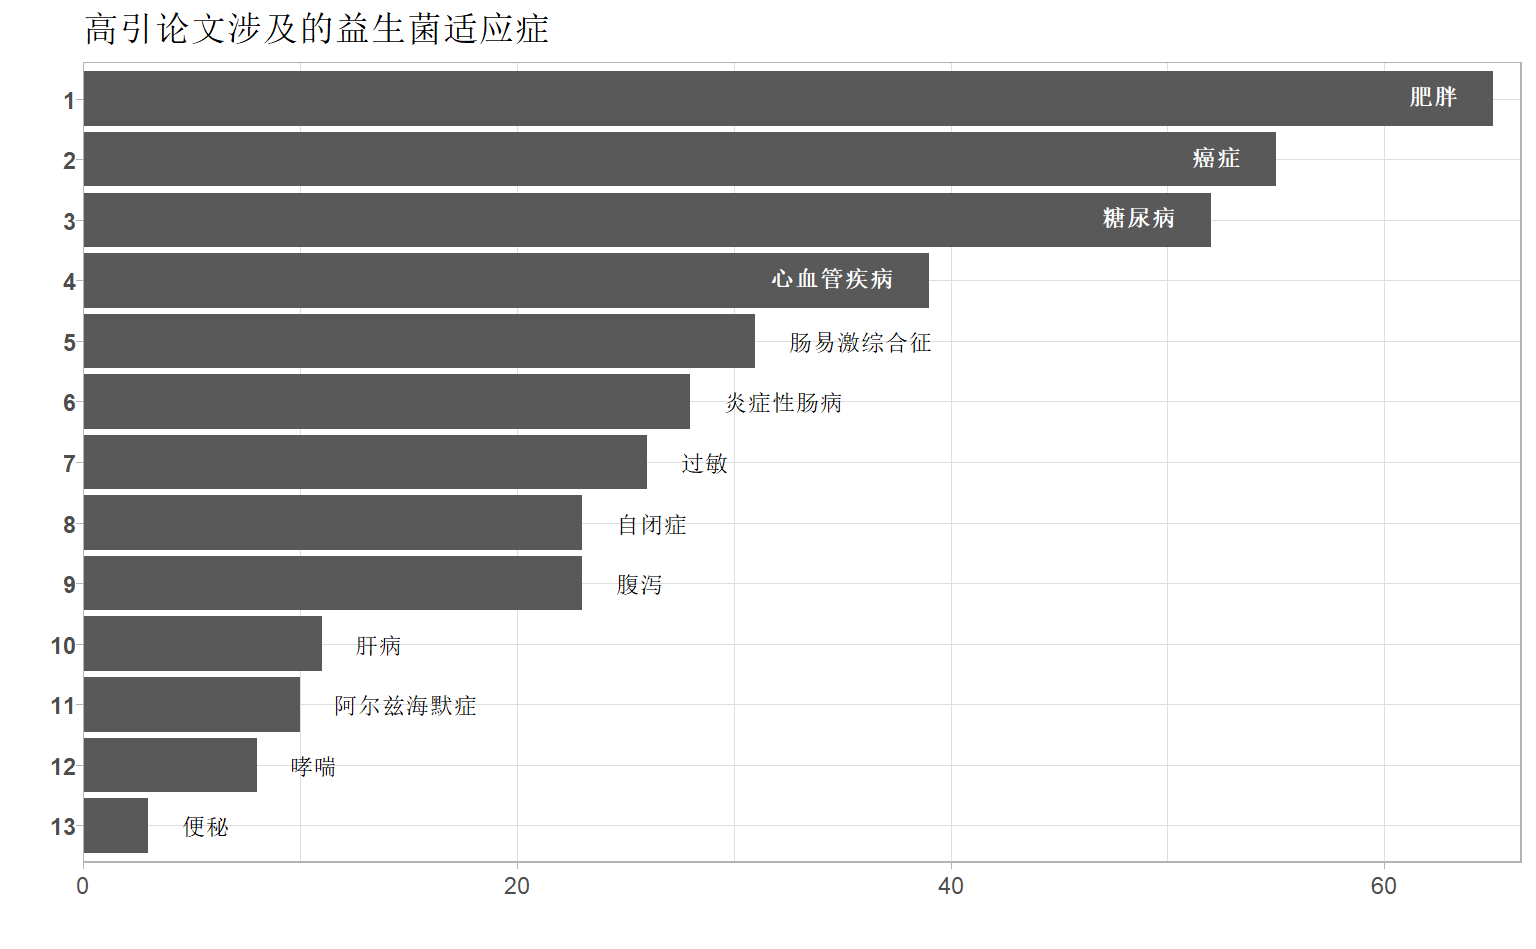 高引论文涉及的益生菌适应症
1 肥胖
2 癌症
3 糖尿病
4 心血管疾病
5 肠易激综合征
6 炎症性肠病
7 过敏
8 自闭症
9 腹泻
10 肝病
11 阿尔兹海默症
12 哮喘
13 便秘
0 20 40 60